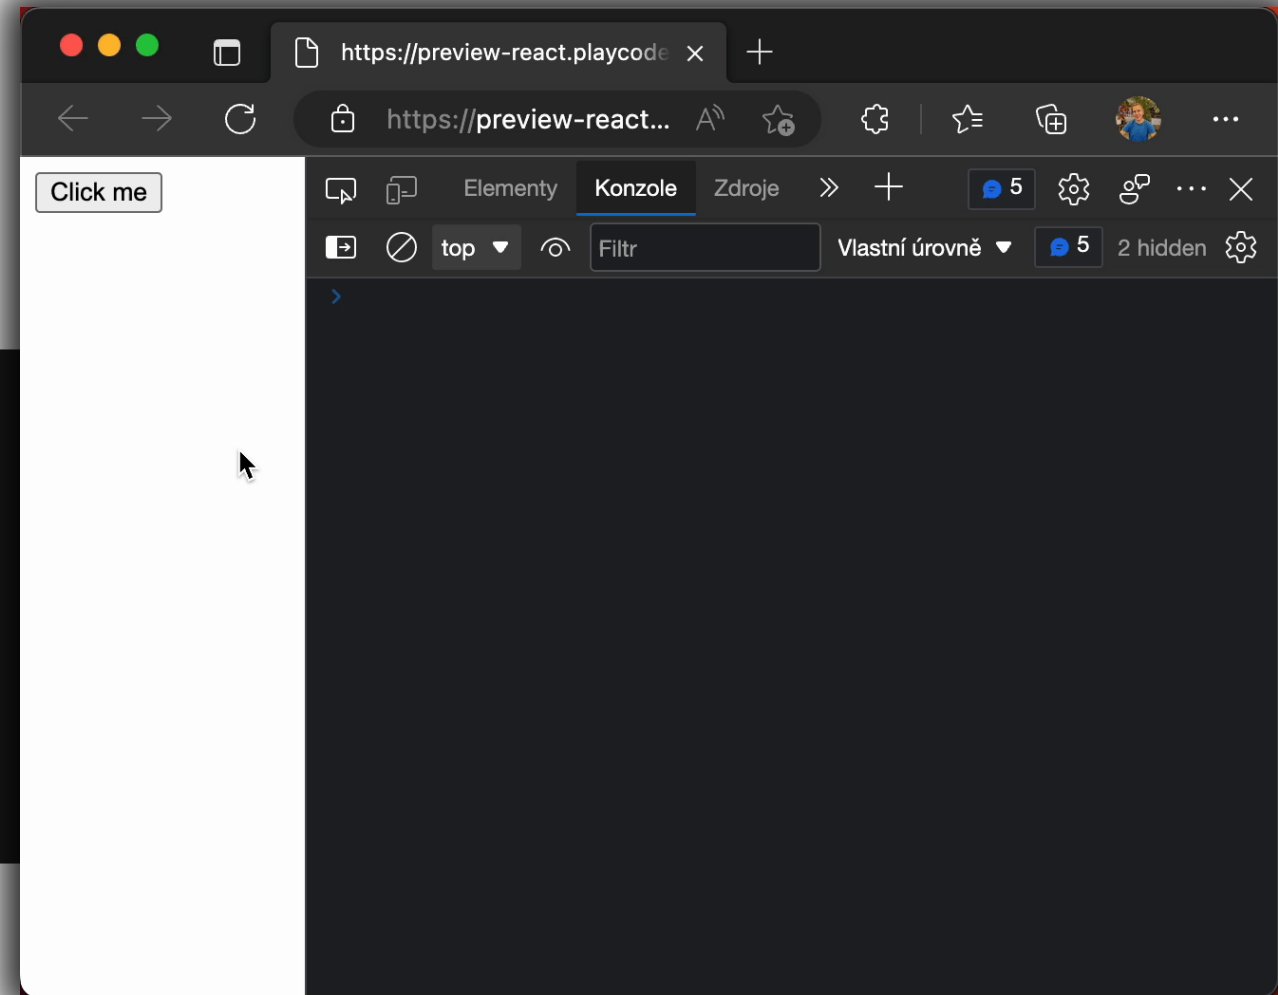 https://preview-react.playcode
https://preview-react...
Click me
Elementy Konzole Zdroje 5
top Filtr Vlastní úrovně 5 2 hidden